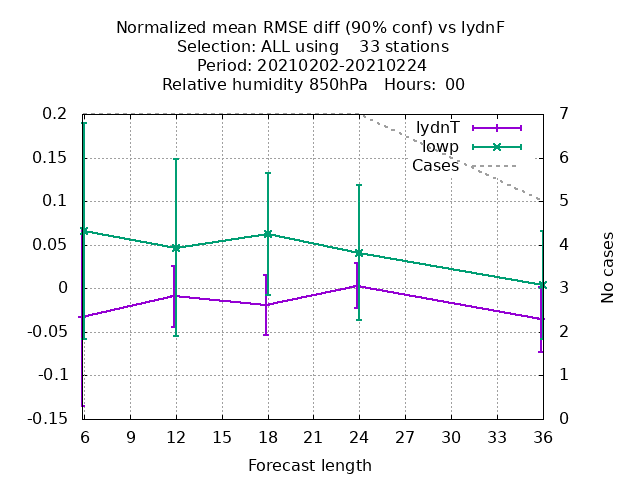 Normalized mean RMSE diff (90% conf) vs IydnF
Selection: ALL using    33 stations
Period: 20210202-20210224
Relative humidity 850hPa   Hours:  00
IydnT
Iowp
Cases
0.2
0.15
0.1
0.05
0
-0.05
-0.1
-0.15
7
6
5
4
3
2
1
0
No cases
6 9 12 15 18 21 24 27 30 33 36
Forecast length